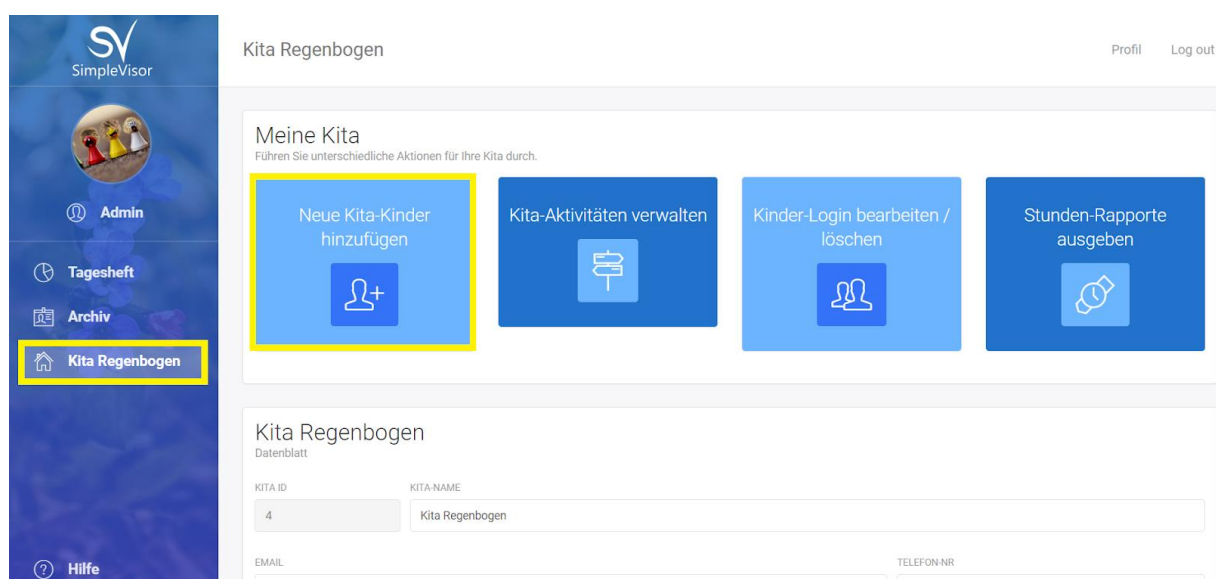 SV
SimpleVisor
Admin
Tagesheft
Archiv
Kita Regenbogen
Hilfe
Kita Regenbogen
Profil
Log out
Meine Kita
Führen Sie unterschiedliche Aktionen für Ihre Kita durch.
Neue Kita-Kinder
hinzufügen
Kita-Aktivitäten verwalten
Kinder-Login bearbeiten /
löschen
Stunden-Rapporte
ausgeben
Kita Regenbogen
Datenblatt
KITA ID
KITA-NAME
4
Kita Regenbogen
EMAIL
TELEFON-NR